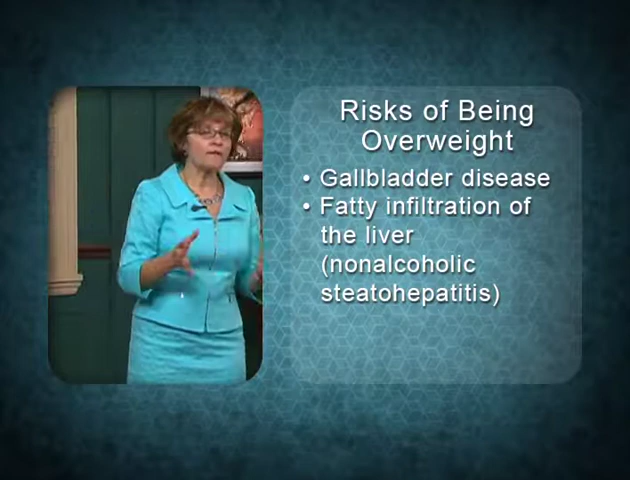 Risks of Being
Overweight
• Gallbladder disease
• Fatty infiltration of
the liver
(nonalcoholic
steatohepatitis)